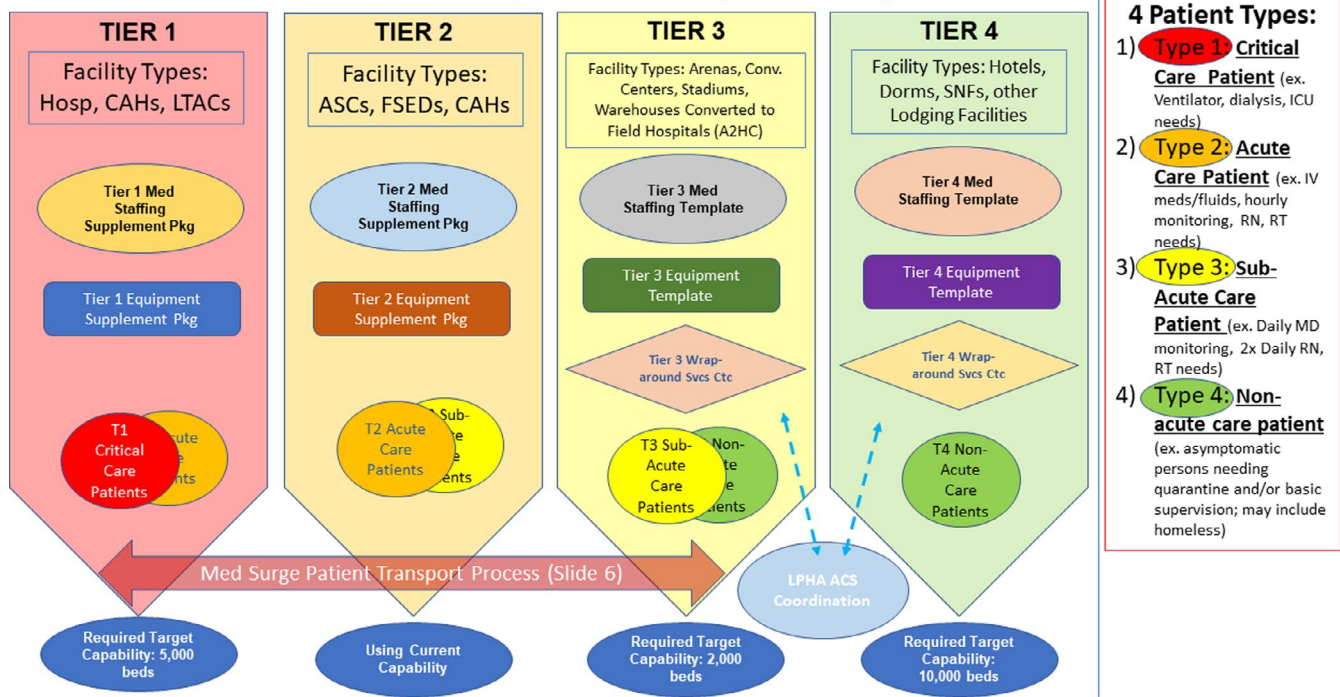 TIER 1
Facility Types:
Hosp, CAHs, LTACs
Tier 1 Med
Staffing
Supplement Pkg
Tier 1 Equipment
Supplement Pkg
T1
Critical
Care
Patients
TIER 2
Facility Types:
ASCs, FSEDs, CAHs
Tier 2 Med
Staffing
Supplement Pkg
Tier 2 Equipment
Supplement Pkg
T2 Acute
Care
Patients
Sub-
TIER 3
Facility Types: Arenas, Conv.
Centers, Stadiums,
Warehouses Converted to
Field Hospitals (A2HC)
Tier 3 Med
Staffing Template
Tier 3 Equipment
Template
Tier 3 Wrap-
around Svcs Ctc
T3 Sub-
Acute
Care
Patients
Non-
TIER 4
Facility Types: Hotels,
Dorms, SNFs, other
Lodging Facilities
Tier 4 Med
Staffing Template
Tier 4 Equipment
Template
Tier 4 Wrap-
around Svcs Ctc
T4 Non-
Acute
Care
Patients
Med Surge Patient Transport Process (Slide 6)
LPHA ACS
Coordination
Required Target
Capability: 5,000
beds
Using Current
Capability
Required Target
Capability: 2,000
beds
Required Target
Capability:
10,000 beds
4 Patient Types:
1) Type 1: Critical
Care Patient (ex.
Ventilator, dialysis, ICU
needs)
2) Type 2: Acute
Care Patient (ex. IV
meds/fluids, hourly
monitoring, RN, RT
needs)
3) Type 3: Sub-
Acute Care
Patient (ex. Daily MD
monitoring, 2x Daily RN,
RT needs)
4) Type 4: Non-
acute care patient
(ex. asymptomatic
persons needing
quarantine and/or basic
supervision; may include
homeless)